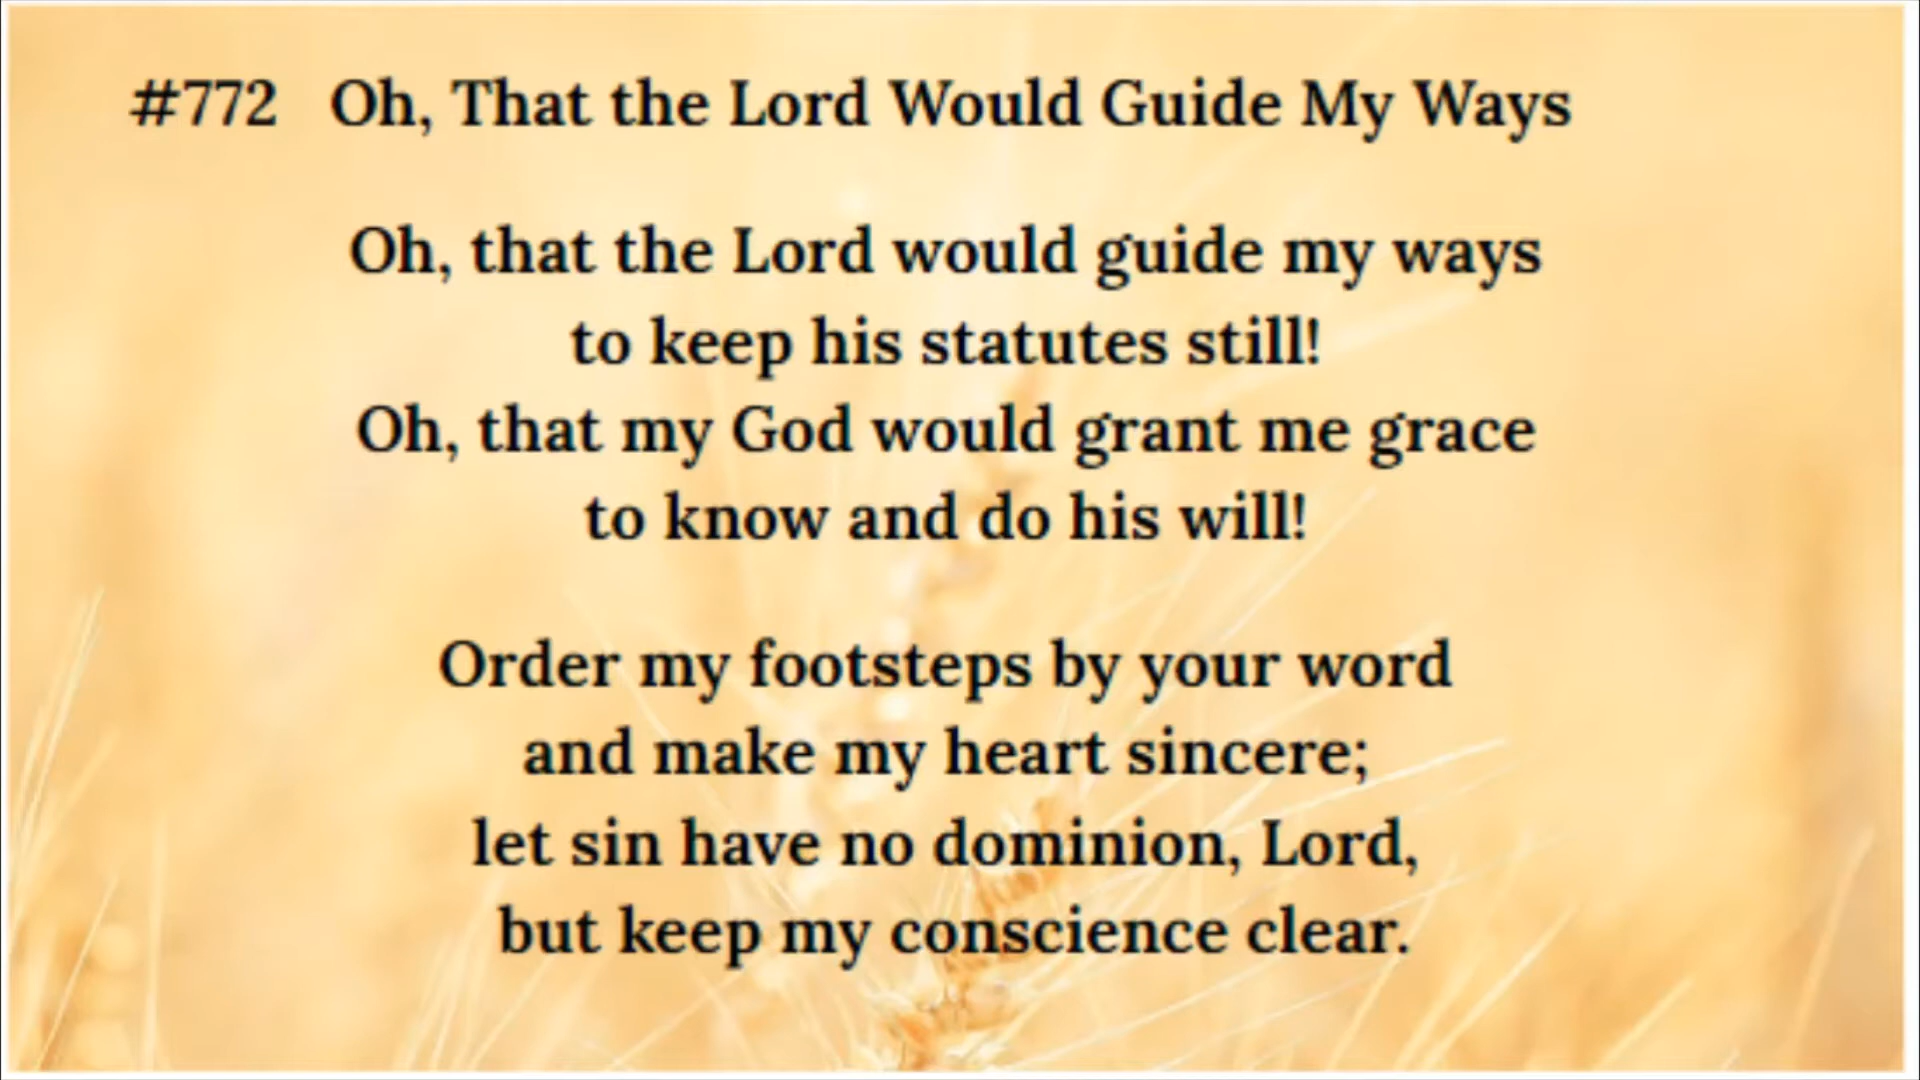 #772 Oh, That the Lord Would Guide My Ways
Oh, that the Lord would guide my ways
to keep his statutes still!
Oh, that my God would grant me grace
to know and do his will!
Order my footsteps by your word
and make my heart sincere;
let sin have no dominion, Lord,
but keep my conscience clear.